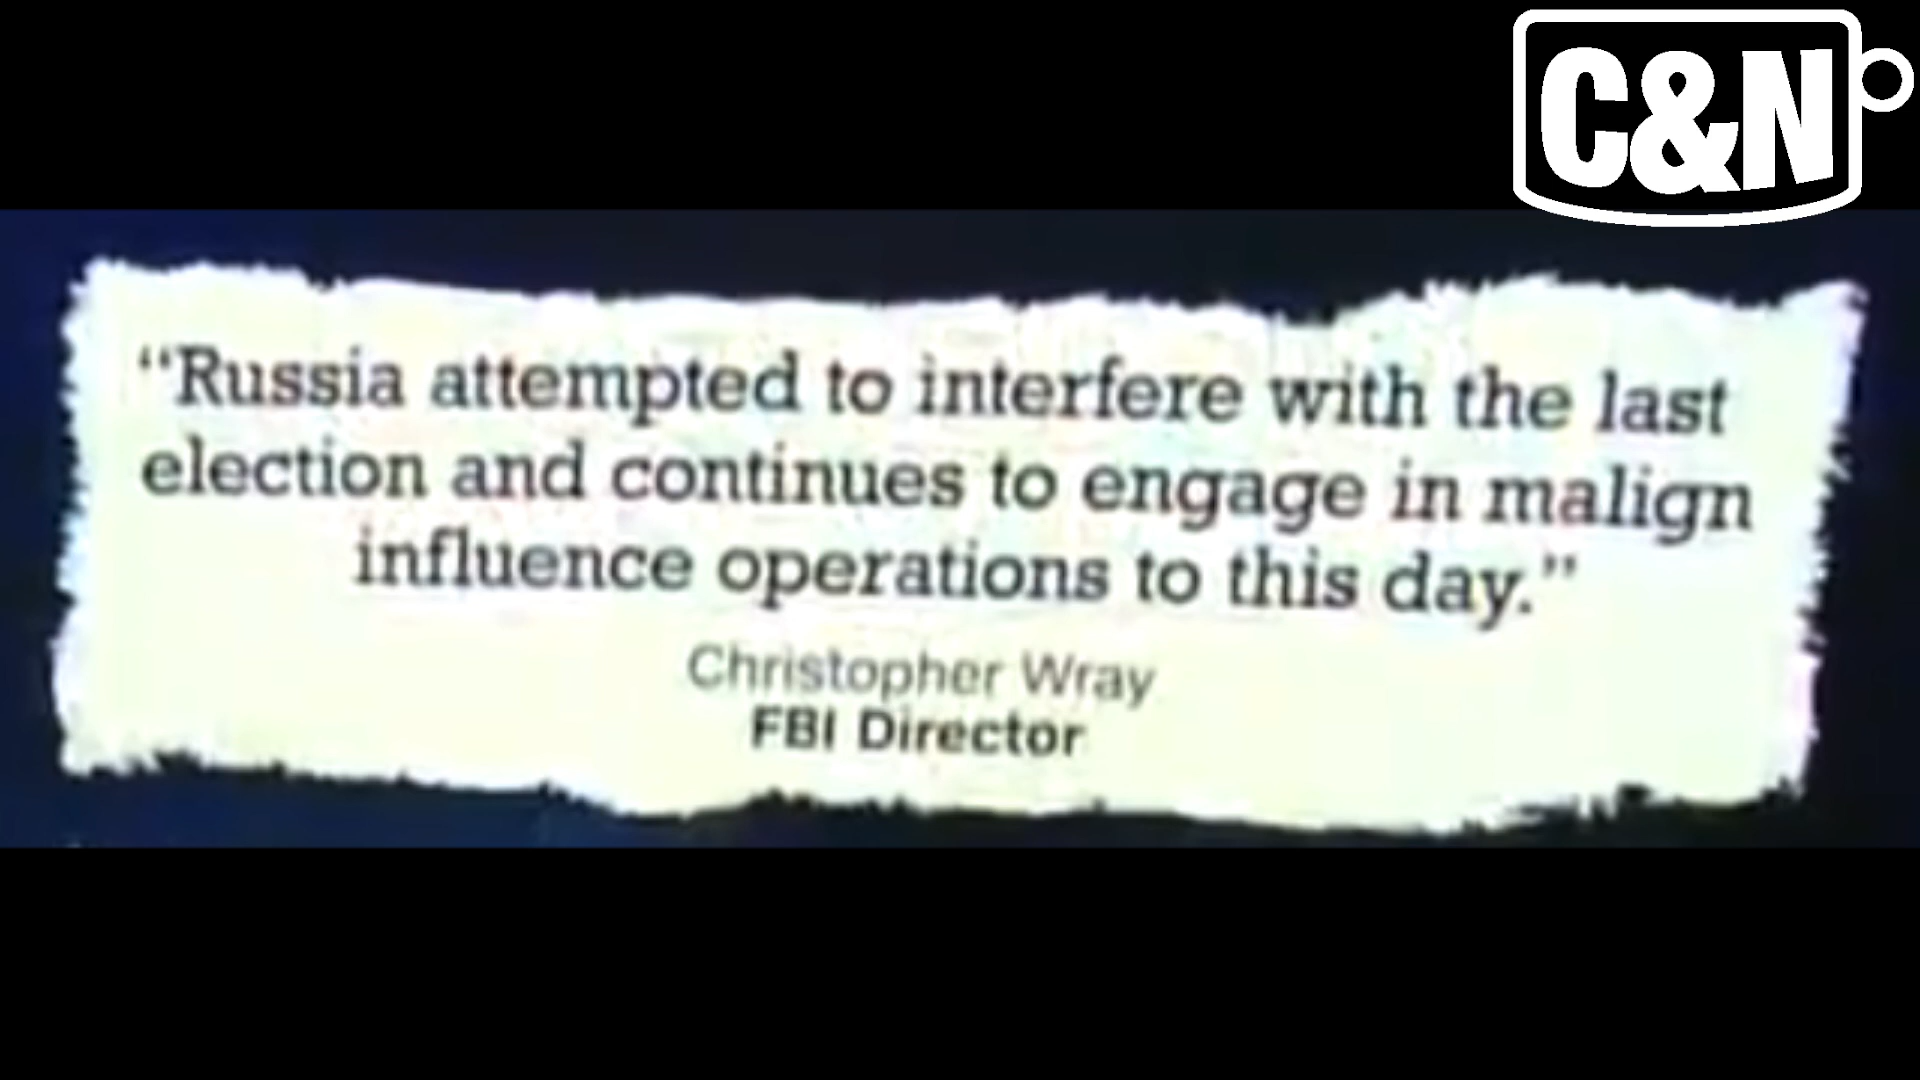 C&N
“Russia attempted to interfere with the last
election and continues to engage in malign
influence operations to this day.”
Christopher Wray
FBI Director